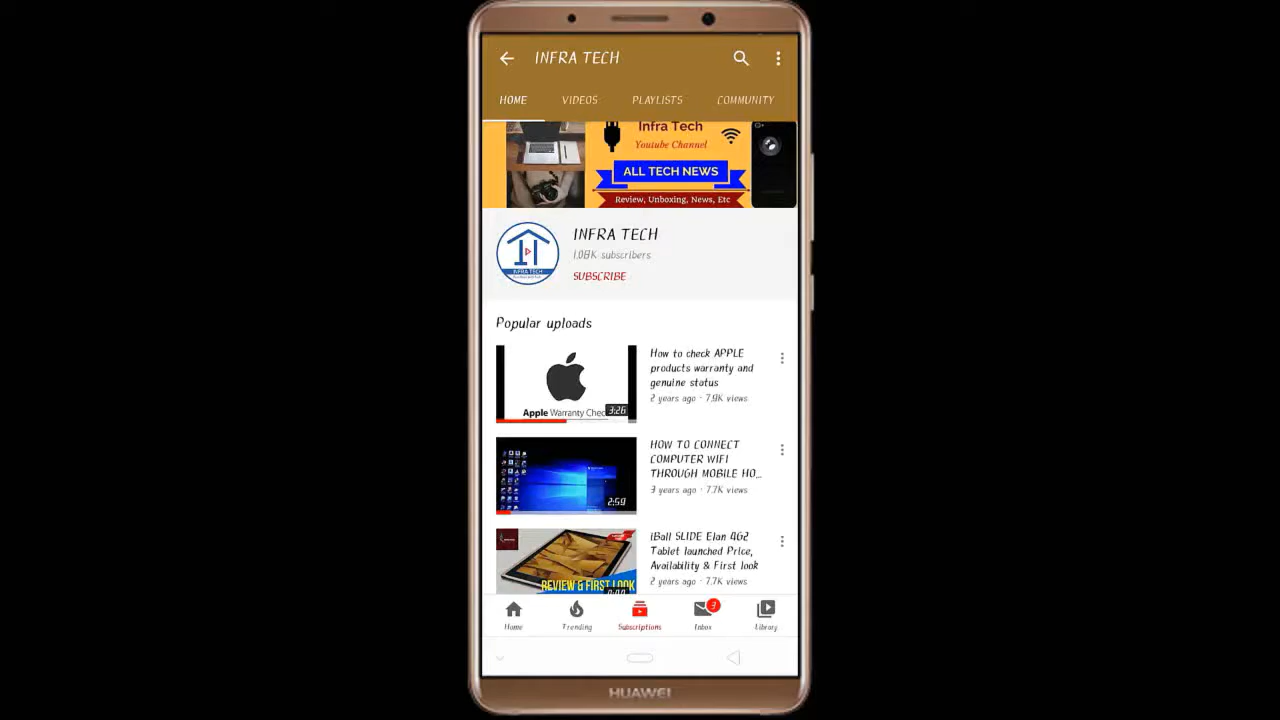 INFRA TECH
HOME VIDEOS PLAYLISTS COMMUNITY
Infra Tech
Youtube Channel
ALL TECH NEWS
Review, Unboxing, News, Etc
INFRA TECH
1.08K subscribers
SUBSCRIBE
INFRA TECH
Popular uploads
How to check APPLE
products warranty and
genuine status
2 years ago · 7.9K views
Apple Warranty Chec
3:26
HOW TO CONNECT
COMPUTER WIFI
THROUGH MOBILE HO...
3 years ago · 7.7K views
2:59
iBall SLIDE Elan 4G2
Tablet launched Price,
Availability & First look
2 years ago · 7.7K views
REVIEW & FIRST LOOK
3
Home Trending Subscriptions Inbox Library
HUAWEI